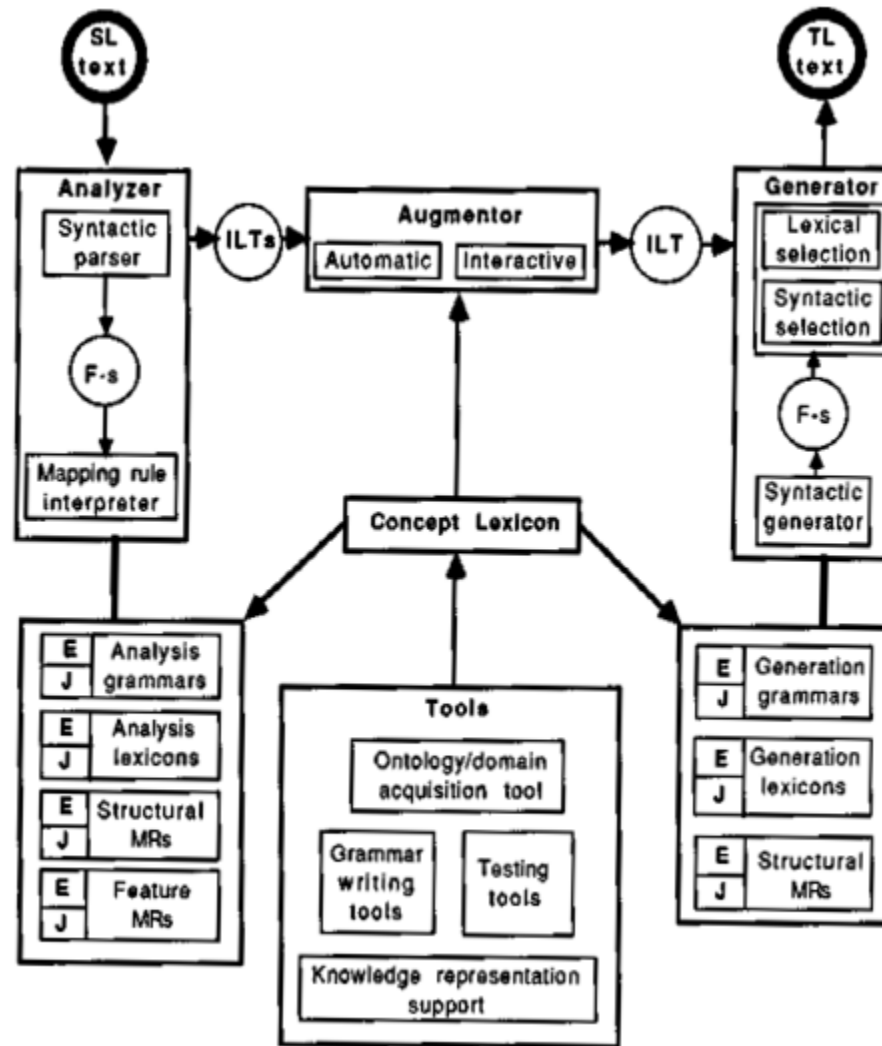 SL
text
TL
text
Analyzer
Syntactic
parser
F-s
Mapping rule
interpreter
ILTs
Augmentor
Automatic
Interactive
ILT
Generator
Lexical
selection
Syntactic
selection
F-s
Syntactic
generator
Concept Lexicon
E
J
Analysis
grammars
E
J
Analysis
lexicons
E
J
Structural
MRs
E
J
Feature
MRs
Tools
Ontology/domain
acquisition tool
Grammar
writing
tools
Testing
tools
Knowledge representation
support
E
J
Generation
grammars
E
J
Generation
lexicons
E
J
Structural
MRs